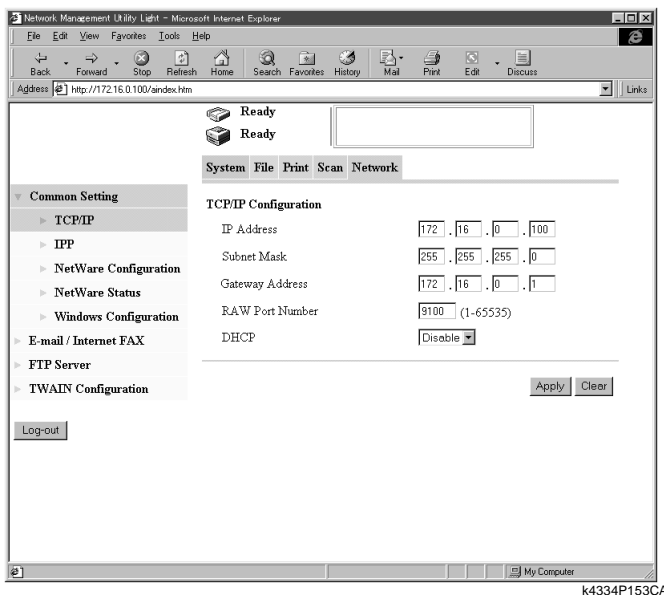 Network Management Utility Light - Microsoft Internet Explorer
File Edit View Favorites Tools Help
Back Forward Stop Refresh Home Search Favorites History Mail Print Edit Discuss
Address http://172.16.0.100/aindex.htm Links
Ready
Ready
System File Print Scan Network
Common Setting
TCP/IP
IPP
NetWare Configuration
NetWare Status
Windows Configuration
E-mail / Internet FAX
FTP Server
TWAIN Configuration
Log-out
TCP/IP Configuration
IP Address 172 . 16 . 0 . 100
Subnet Mask 255 . 255 . 255 . 0
Gateway Address 172 . 16 . 0 . 1
RAW Port Number 9100 (1-65535)
DHCP Disable
Apply Clear
My Computer
k4334P153CA